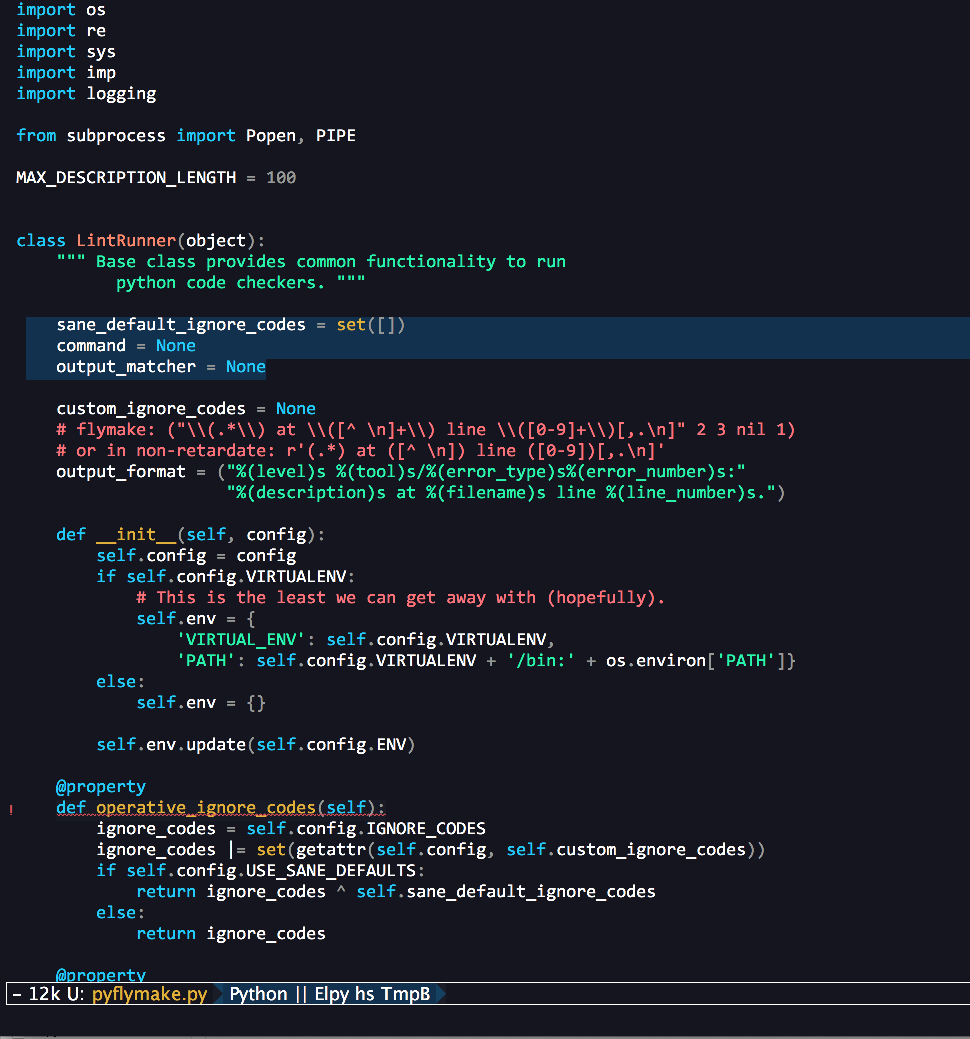 import os
import re
import sys
import imp
import logging

from subprocess import Popen, PIPE

MAX_DESCRIPTION_LENGTH = 100


class LintRunner(object):
    """ Base class provides common functionality to run
          python code checkers. """

    sane_default_ignore_codes = set([])
    command = None
    output_matcher = None

    custom_ignore_codes = None
    # flymake: ("\\(.*\\) at \\([^ \n]+\\) line \\([0-9]+\\)[,.\n]" 2 3 nil 1)
    # or in non-retardate: r'(.*) at ([^ \n]) line ([0-9])[,.\n]'
    output_format = ("%(level)s %(tool)s/%(error_type)s%(error_number)s:"
                     "%(description)s at %(filename)s line %(line_number)s.")

    def __init__(self, config):
        self.config = config
        if self.config.VIRTUALENV:
            # This is the least we can get away with (hopefully).
            self.env = {
                'VIRTUAL_ENV': self.config.VIRTUALENV,
                'PATH': self.config.VIRTUALENV + '/bin:' + os.environ['PATH']}
        else:
            self.env = {}

        self.env.update(self.config.ENV)

    @property
!   def operative_ignore_codes(self):
        ignore_codes = self.config.IGNORE_CODES
        ignore_codes |= set(getattr(self.config, self.custom_ignore_codes))
        if self.config.USE_SANE_DEFAULTS:
            return ignore_codes ^ self.sane_default_ignore_codes
        else:
            return ignore_codes

    @property
- 12k U: pyflymake.py Python || Elpy hs TmpB